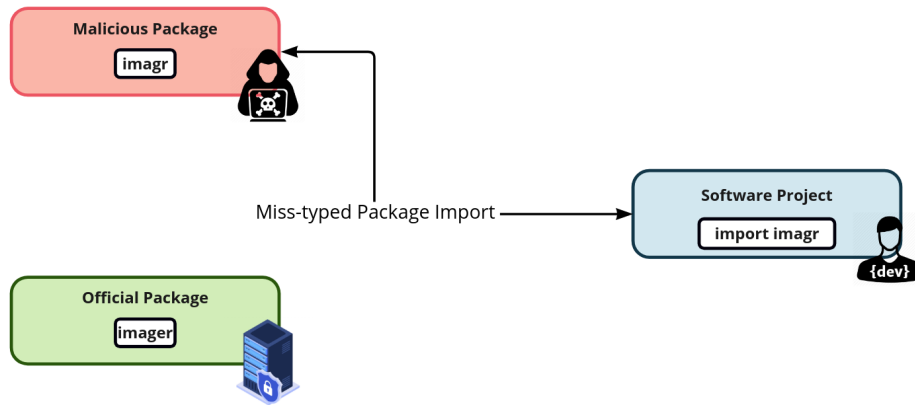 Malicious Package
imagr
Miss-typed Package Import
Software Project
import imagr
{dev}
Official Package
imager